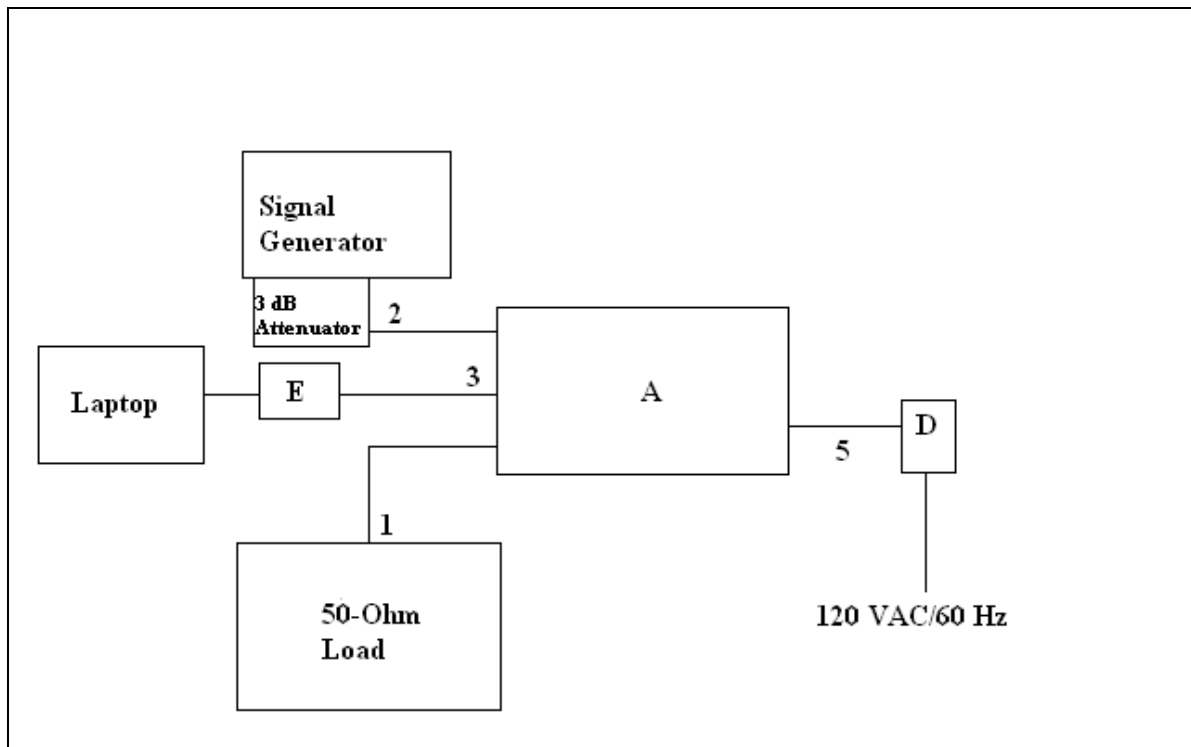 Signal
Generator
3 dB
Attenuator
2
Laptop
E
3
A
D
5
1
50-Ohm
Load
120 VAC/60 Hz